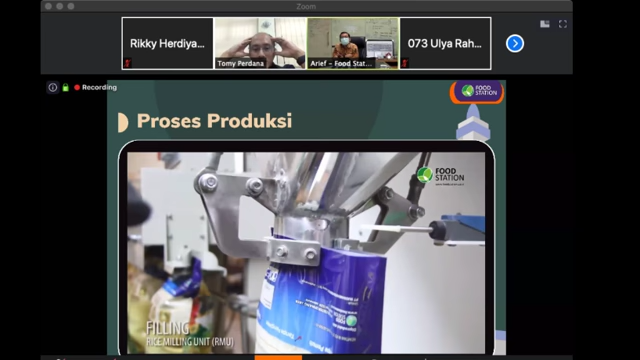 Zoom
Rikky Herdiya...
Tomy Perdana
Arief – Food Stat...
073 Ulya Rah...
Recording
FOOD
STATION
Proses Produksi
FOOD
STATION
FILLING
RICE MILLING UNIT (RMU)